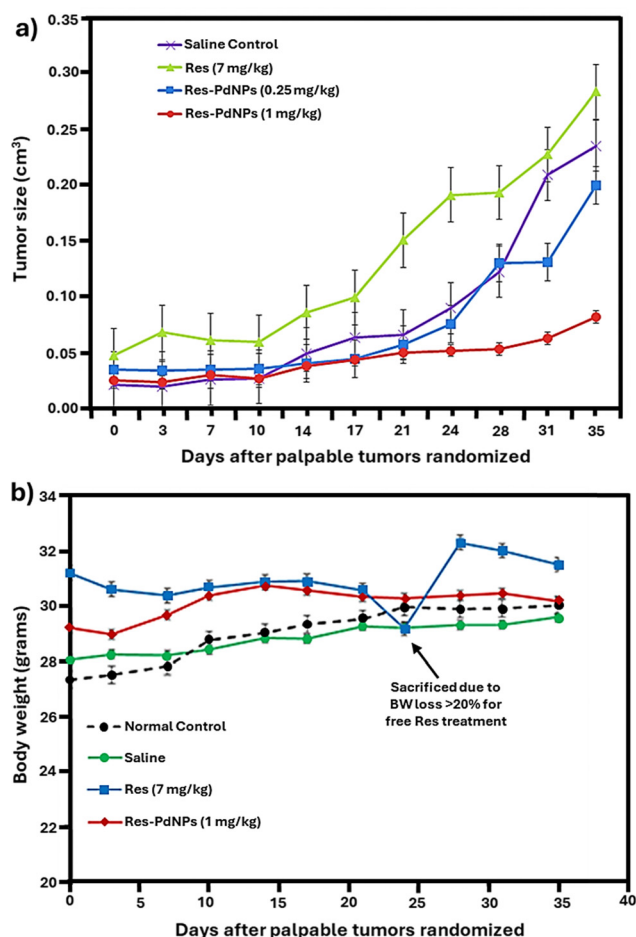 a)
0.35
0.30
0.25
0.20
0.15
0.10
0.05
0.00
Tumor size (cm³)
Saline Control
Res (7 mg/kg)
Res-PdNPs (0.25 mg/kg)
Res-PdNPs (1 mg/kg)
0 3 7 10 14 17 21 24 28 31 35
Days after palpable tumors randomized
b)
34
32
30
28
26
24
22
20
Body weight (grams)
Sacrificed due to
BW loss >20% for
free Res treatment
Normal Control
Saline
Res (7 mg/kg)
Res-PdNPs (1 mg/kg)
0 5 10 15 20 25 30 35 40
Days after palpable tumors randomized